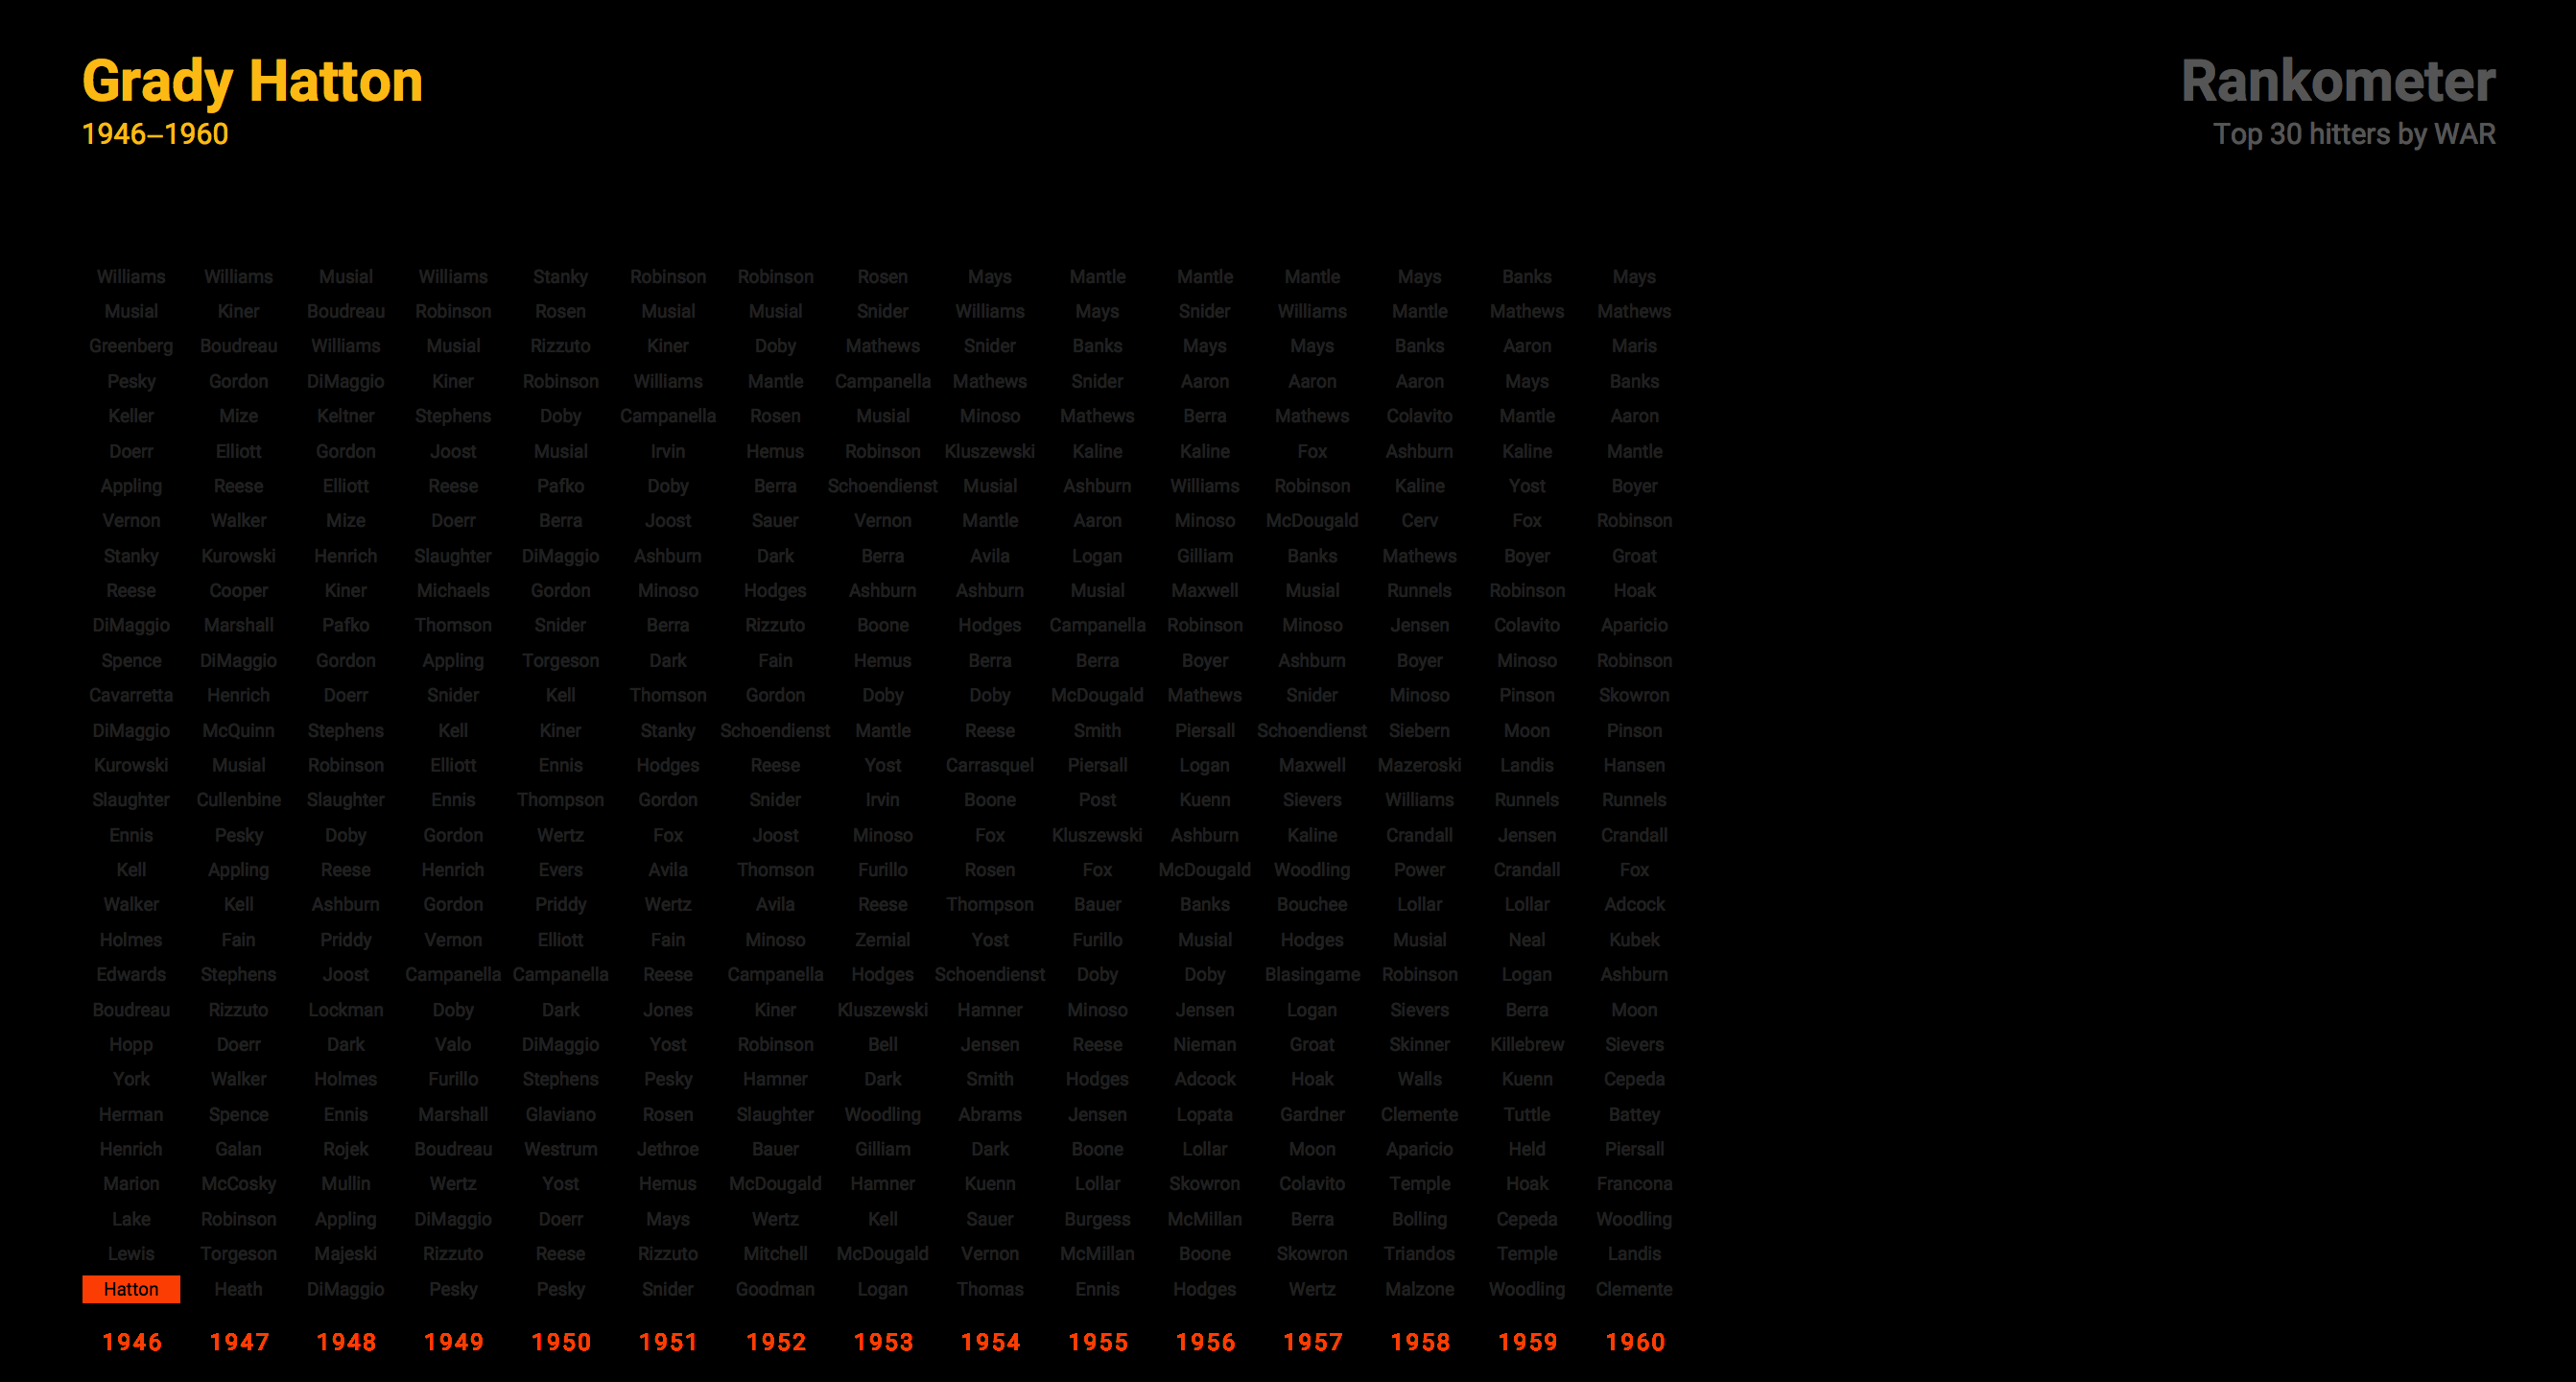 Grady Hatton
1946–1960
Rankometer
Top 30 hitters by WAR
Williams Williams Musial Williams Stanky Robinson Robinson Rosen Mays Mantle Mantle Mantle Mays Banks Mays
Musial Kiner Boudreau Robinson Rosen Musial Musial Snider Williams Mays Snider Williams Mantle Mathews Mathews
Greenberg Boudreau Williams Musial Rizzuto Kiner Doby Mathews Snider Banks Mays Mays Banks Aaron Maris
Pesky Gordon DiMaggio Kiner Robinson Williams Mantle Campanella Mathews Snider Aaron Aaron Aaron Mays Banks
Keller Mize Keltner Stephens Doby Campanella Rosen Musial Minoso Mathews Berra Mathews Colavito Mantle Aaron
Doerr Elliott Gordon Joost Musial Irvin Hemus Robinson Kluszewski Kaline Kaline Fox Ashburn Kaline Mantle
Appling Reese Elliott Reese Pafko Doby Berra Schoendienst Musial Ashburn Williams Robinson Kaline Yost Boyer
Vernon Walker Mize Doerr Berra Joost Sauer Vernon Mantle Aaron Minoso McDougald Cerv Fox Robinson
Stanky Kurowski Henrich Slaughter DiMaggio Ashburn Dark Berra Avila Logan Gilliam Banks Mathews Boyer Groat
Reese Cooper Kiner Michaels Gordon Minoso Hodges Ashburn Ashburn Musial Maxwell Musial Runnels Robinson Hoak
DiMaggio Marshall Pafko Thomson Snider Berra Rizzuto Boone Hodges Campanella Robinson Minoso Jensen Colavito Aparicio
Spence DiMaggio Gordon Appling Torgeson Dark Fain Hemus Berra Berra Boyer Ashburn Boyer Minoso Robinson
Cavarretta Henrich Doerr Snider Kell Thomson Gordon Doby Doby McDougald Mathews Snider Minoso Pinson Skowron
DiMaggio McQuinn Stephens Kell Kiner Stanky Schoendienst Mantle Reese Smith Piersall Schoendienst Siebern Moon Pinson
Kurowski Musial Robinson Elliott Ennis Hodges Reese Yost Carrasquel Piersall Logan Maxwell Mazeroski Landis Hansen
Slaughter Cullenbine Slaughter Ennis Thompson Gordon Snider Irvin Boone Post Kuenn Sievers Williams Runnels Runnels
Ennis Pesky Doby Gordon Wertz Fox Joost Minoso Fox Kluszewski Ashburn Kaline Crandall Jensen Crandall
Kell Appling Reese Henrich Evers Avila Thomson Furillo Rosen Fox McDougald Woodling Power Crandall Fox
Walker Kell Ashburn Gordon Priddy Wertz Avila Reese Thompson Bauer Banks Bouchee Lollar Lollar Adcock
Holmes Fain Priddy Vernon Elliott Fain Minoso Zernial Yost Furillo Musial Hodges Musial Neal Kubek
Edwards Stephens Joost Campanella Campanella Reese Campanella Hodges Schoendienst Doby Doby Blasingame Robinson Logan Ashburn
Boudreau Rizzuto Lockman Doby Dark Jones Kiner Kluszewski Hamner Minoso Jensen Logan Sievers Berra Moon
Hopp Doerr Dark Valo DiMaggio Yost Robinson Bell Jensen Reese Nieman Groat Skinner Killebrew Sievers
York Walker Holmes Furillo Stephens Pesky Hamner Dark Smith Hodges Adcock Hoak Walls Kuenn Cepeda
Herman Spence Ennis Marshall Glaviano Rosen Slaughter Woodling Abrams Jensen Lopata Gardner Clemente Tuttle Battey
Henrich Galan Rojek Boudreau Westrum Jethroe Bauer Gilliam Dark Boone Lollar Moon Aparicio Held Piersall
Marion McCosky Mullin Wertz Yost Hemus McDougald Hamner Kuenn Lollar Skowron Colavito Temple Hoak Francona
Lake Robinson Appling DiMaggio Doerr Mays Wertz Kell Sauer Burgess McMillan Berra Bolling Cepeda Woodling
Lewis Torgeson Majeski Rizzuto Reese Rizzuto Mitchell McDougald Vernon McMillan Boone Skowron Triandos Temple Landis
Hatton Heath DiMaggio Pesky Pesky Snider Goodman Logan Thomas Ennis Hodges Wertz Malzone Woodling Clemente
1946 1947 1948 1949 1950 1951 1952 1953 1954 1955 1956 1957 1958 1959 1960